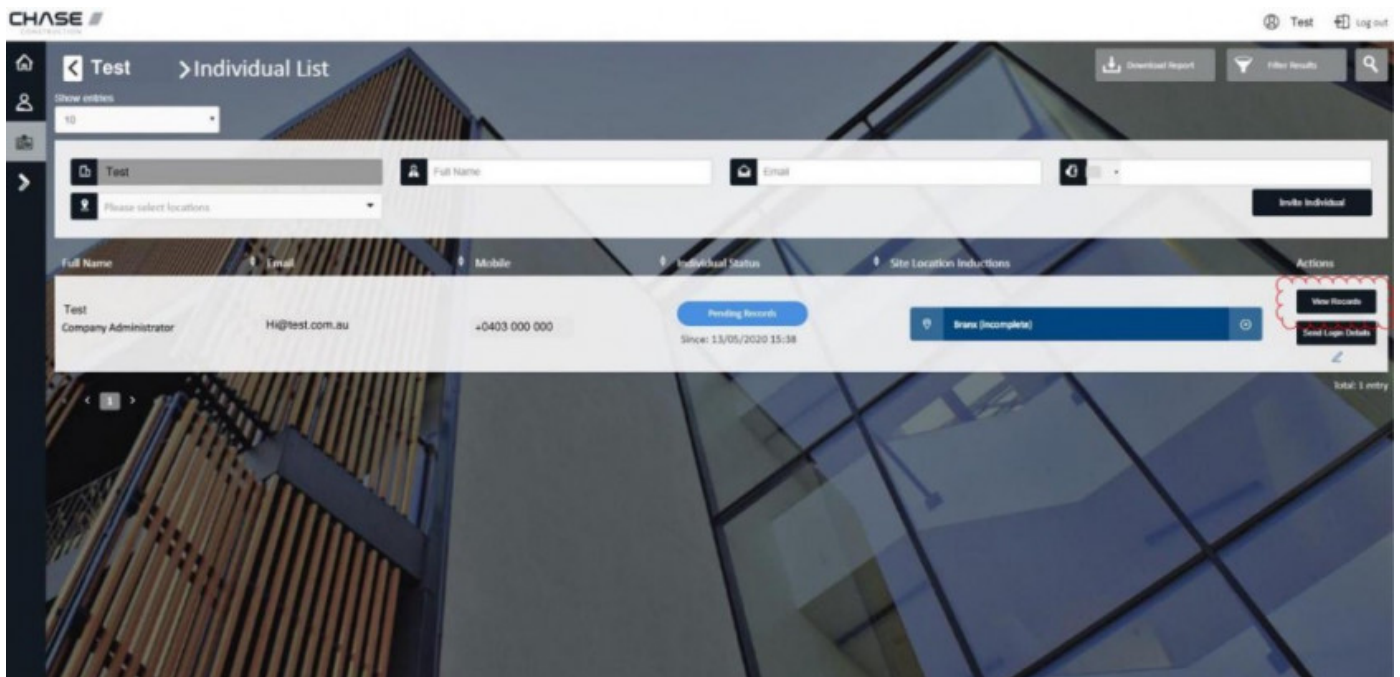 CHASE
CONSTRUCTION
Test
Log out
Test
Individual List
Download Report
Filter Results
Show entries
10
Test
Full Name
Email
Please select locations
Invite Individual
Full Name
Email
Mobile
Individual Status
Site Location Inductions
Actions
Test
Company Administrator
Hi@test.com.au
+0403 000 000
Pending Records
Since: 13/05/2020 15:38
(Incomplete)
View Records
Send Login Details
1
Total: 1 entry